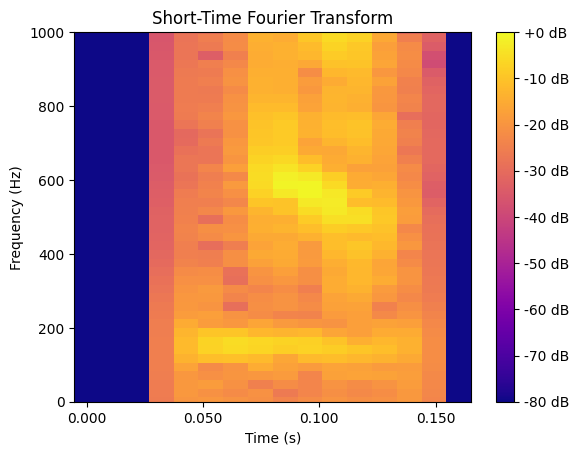 Short-Time Fourier Transform
Frequency (Hz)
1000
800
600
400
200
0
0.000
0.050
0.100
0.150
Time (s)
+0 dB
-10 dB
-20 dB
-30 dB
-40 dB
-50 dB
-60 dB
-70 dB
-80 dB